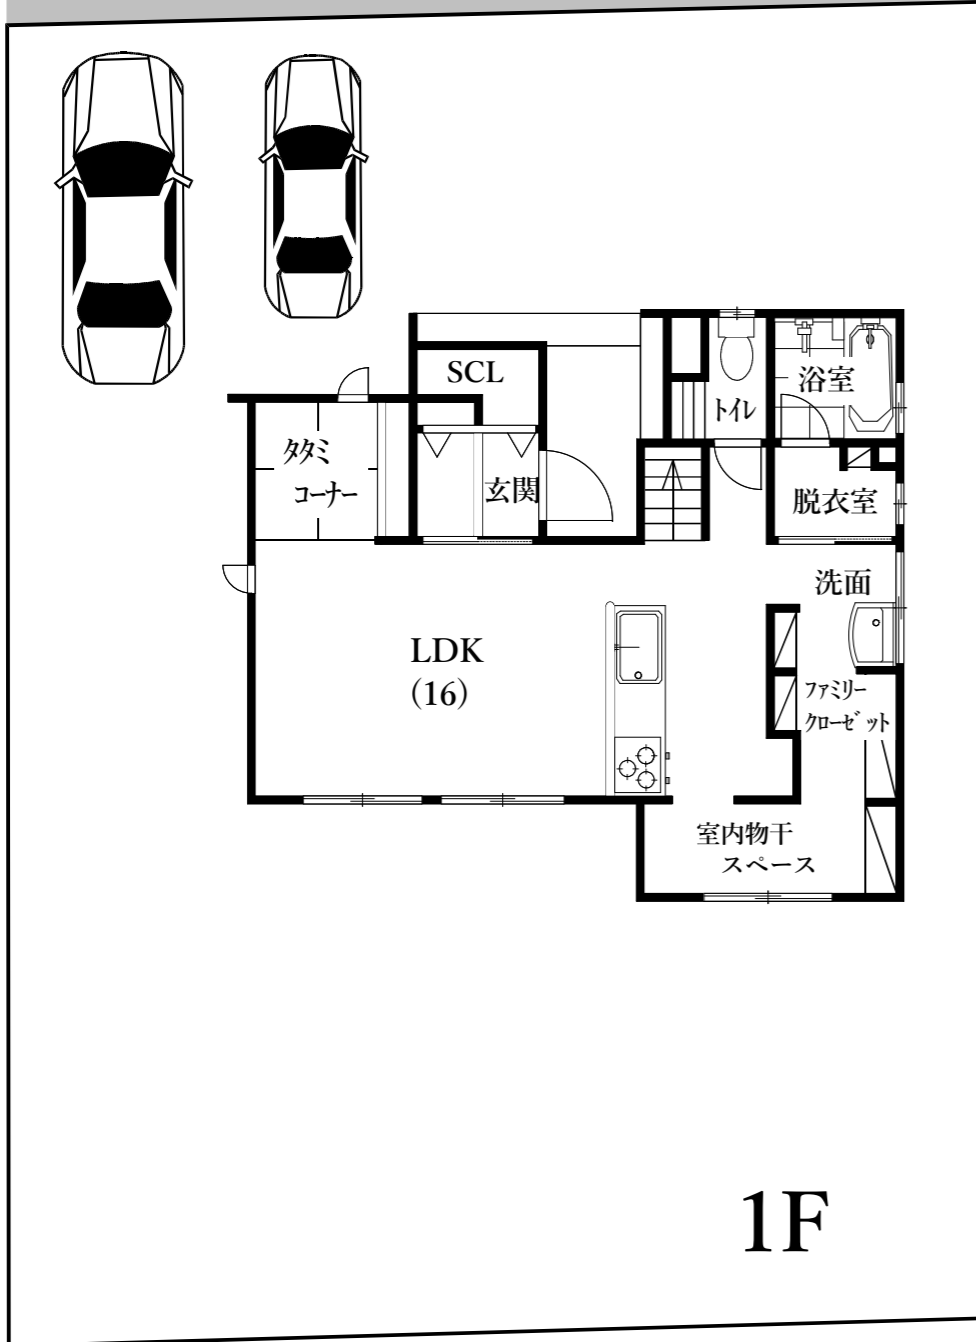 SCL
浴室
トイレ
タタミ
コーナー
玄関
脱衣室
洗面
LDK
(16)
ファミリー
クローゼット
室内物干
スペース
1F